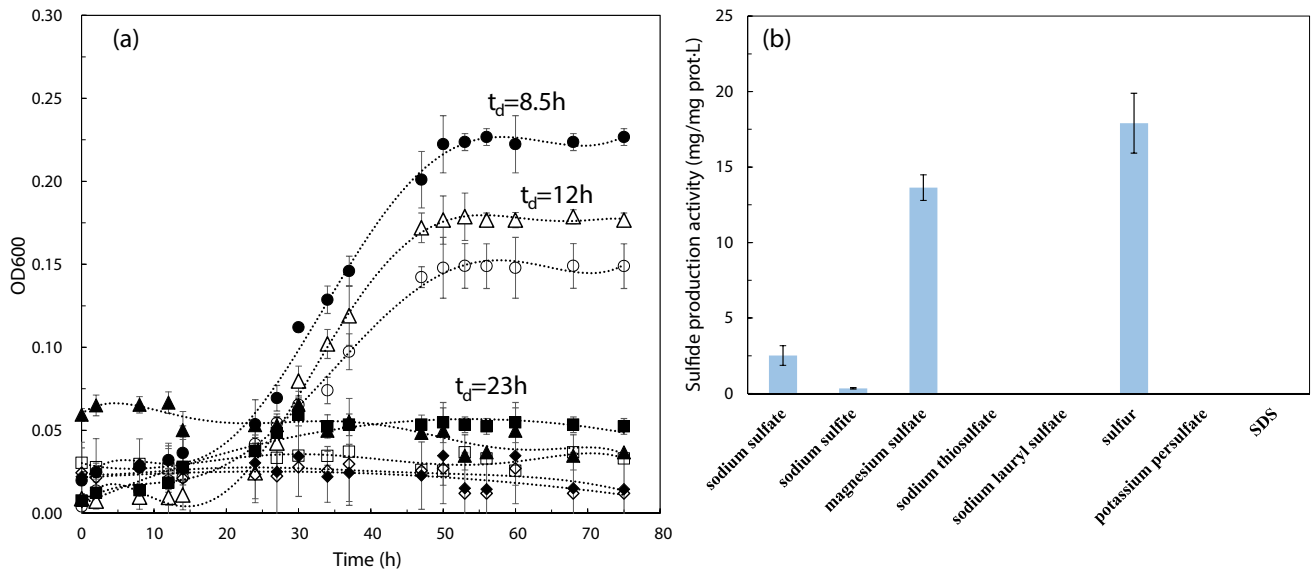 (a)
OD600
0.30
0.25
0.20
0.15
0.10
0.05
0.00
t_d=8.5h
t_d=12h
t_d=23h
0 10 20 30 40 50 60 70 80
Time (h)
(b)
Sulfide production activity (mg/mg prot·L)
25
20
15
10
5
0
sodium sulfate
sodium sulfite
magnesium sulfate
sodium thiosulfate
sodium lauryl sulfate
sulfur
potassium persulfate
SDS